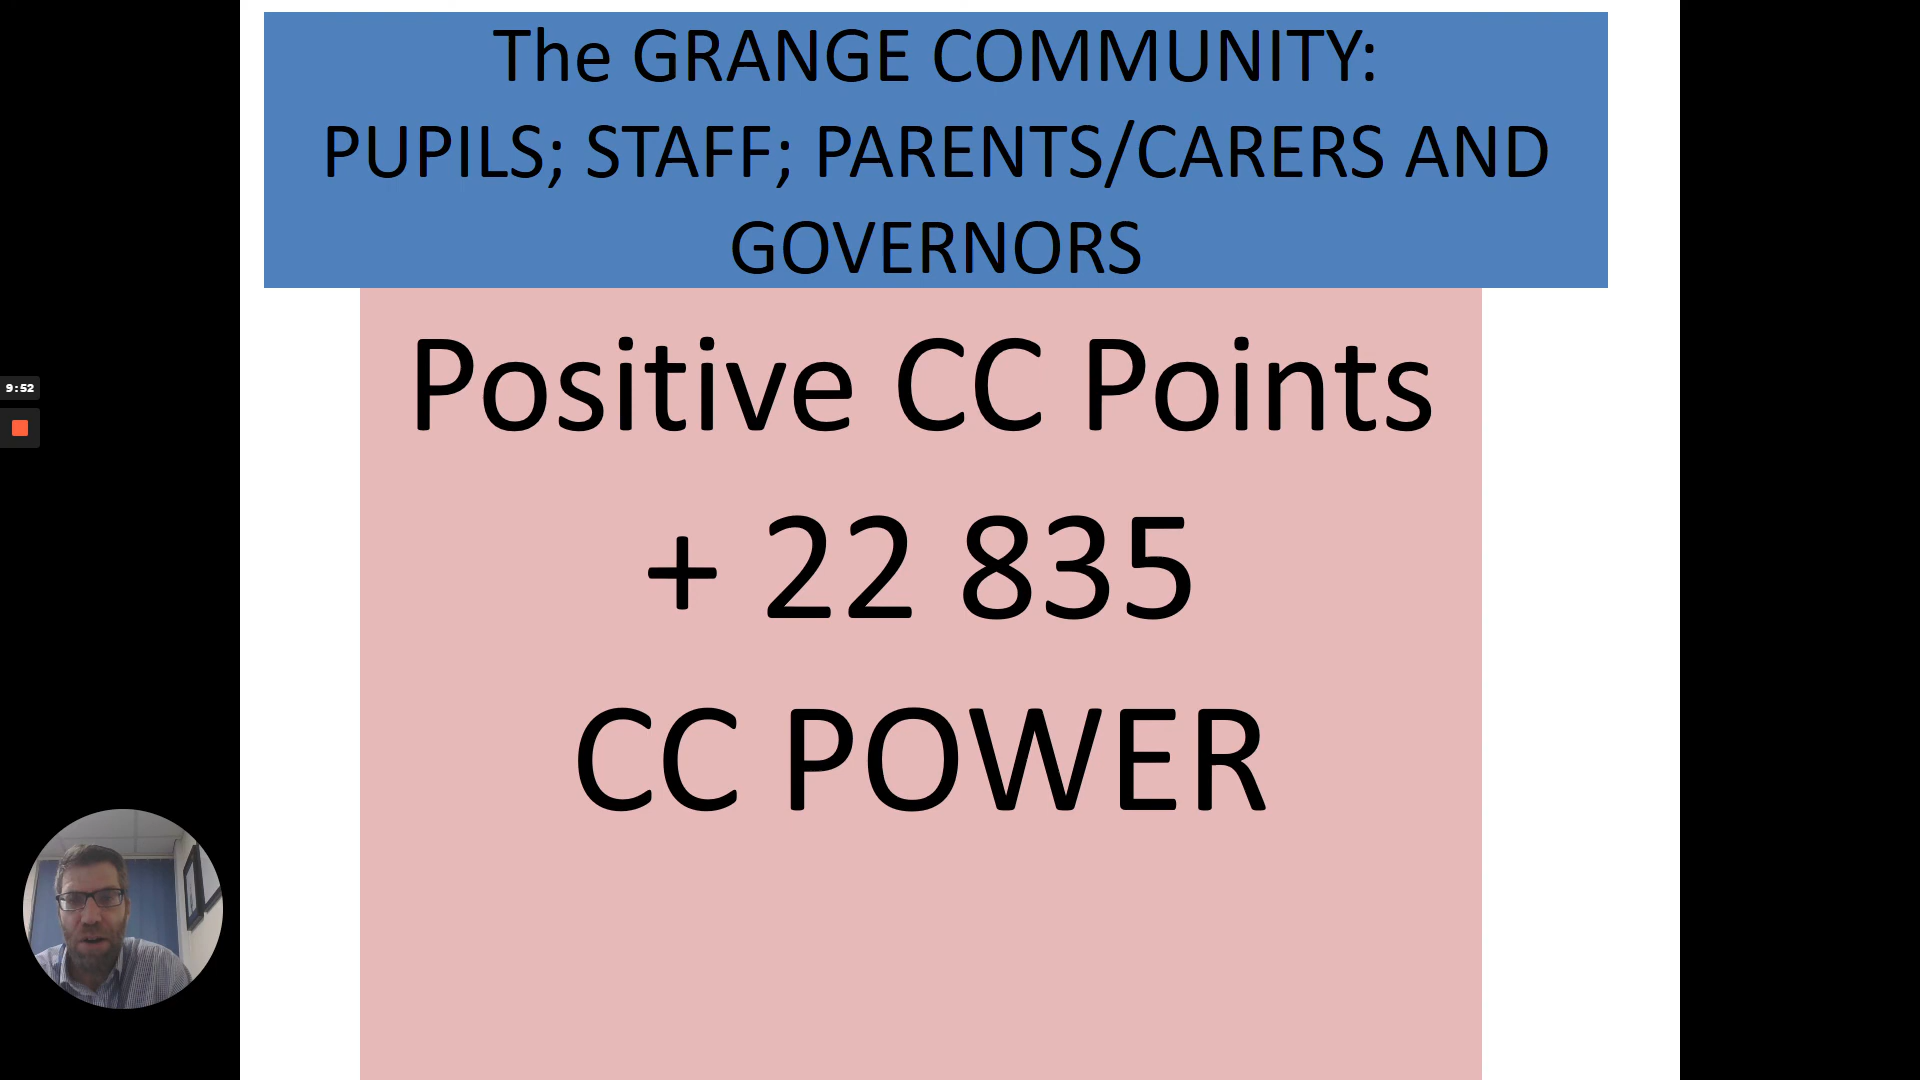 The GRANGE COMMUNITY:
PUPILS; STAFF; PARENTS/CARERS AND
GOVERNORS
Positive CC Points
+ 22 835
CC POWER
9:52